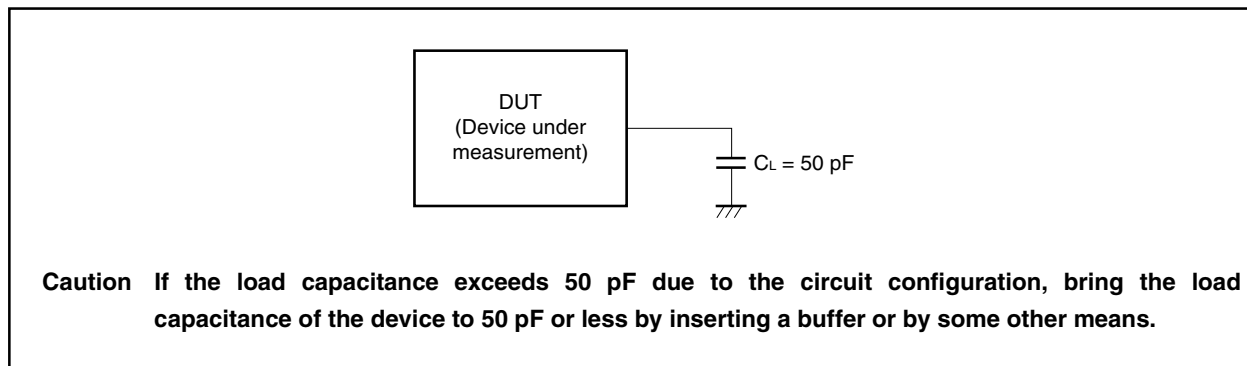 DUT
(Device under
measurement)
CL = 50 pF
Caution If the load capacitance exceeds 50 pF due to the circuit configuration, bring the load
capacitance of the device to 50 pF or less by inserting a buffer or by some other means.